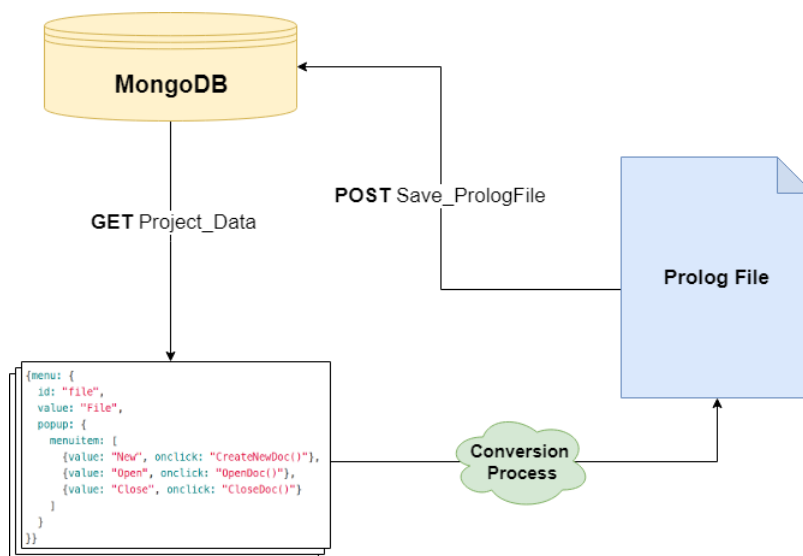 MongoDB
GET Project_Data
POST Save_PrologFile
Prolog File
{menu: {
id: "file",
value: "File",
popup: {
menuitem: [
{value: "New", onclick: "CreateNewDoc()"},
{value: "Open", onclick: "OpenDoc()"},
{value: "Close", onclick: "CloseDoc()"}
]
}
}}
Conversion
Process